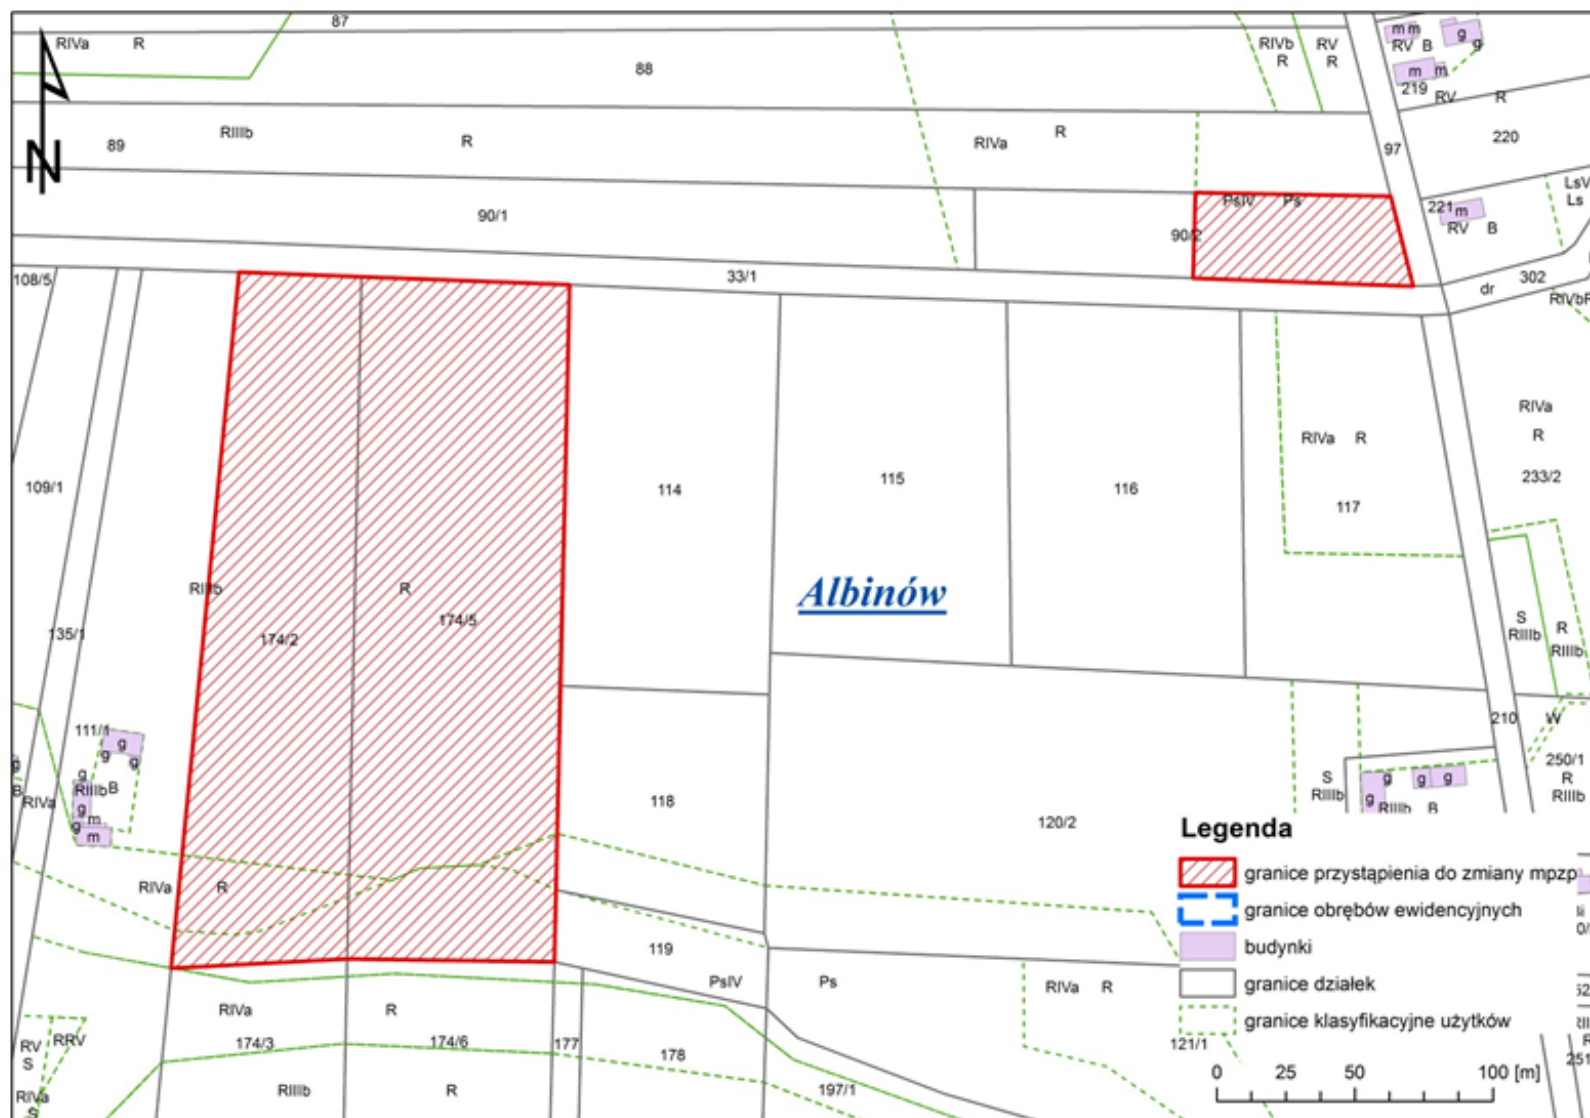 87
RIVa R
88
RIVb
R
RV
R
m m
g
g
RV B
m m
219
RV R
220
89
RIIIb
R
RIVa
R
97
N
90/1
PsIV Ps
90/2
221 m
RV B
Ls
108/5
33/1
302
dr
109/1
114
115
116
RIVa R
117
RIVa
R
233/2
Albinów
RIIIb
R
174/2
174/5
135/1
S
RIIIb
R
RIIIb
111/1
g
g
g
g
RIIIb B
g
g m
m
g
B
RIVa
210
W
250/1
R
RIIIb
118
120/2
S
RIIIb
g
g
g
g
RIIIb B
RIVa
R
119
PsIV
Ps
RIVa R
RIVa
R
174/3
174/6
177
178
197/1
121/1
RV
S
RRV
RIVa
S
RIIIb
R
251
Legenda
granice przystąpienia do zmiany mpzp
granice obrębów ewidencyjnych
budynki
granice działek
granice klasyfikacyjne użytków
0 25 50 100 [m]